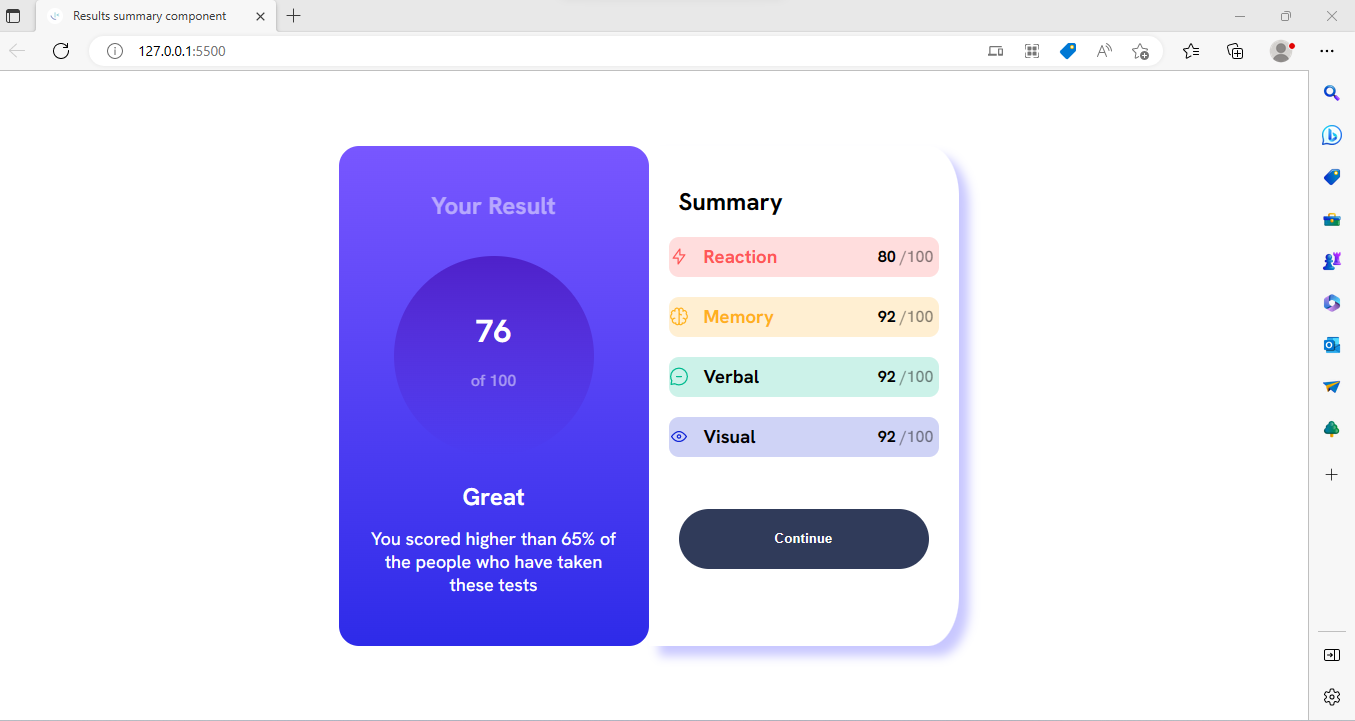 Results summary component
127.0.0.1:5500
Your Result
76
of 100
Great
You scored higher than 65% of
the people who have taken
these tests
Summary
Reaction 80 /100
Memory 92 /100
Verbal 92 /100
Visual 92 /100
Continue